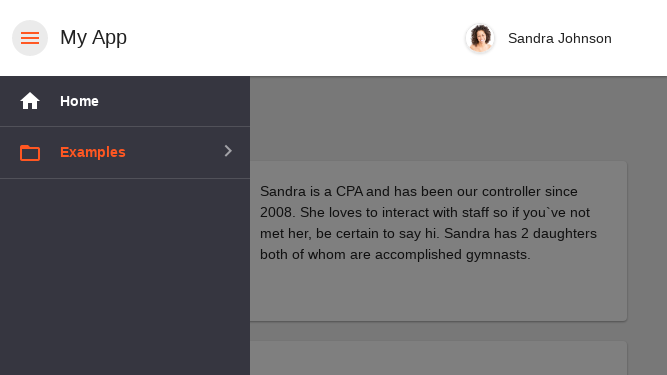 My App
Sandra Johnson
Home
Examples
Sandra is a CPA and has been our controller since
2008. She loves to interact with staff so if you`ve not
met her, be certain to say hi. Sandra has 2 daughters
both of whom are accomplished gymnasts.